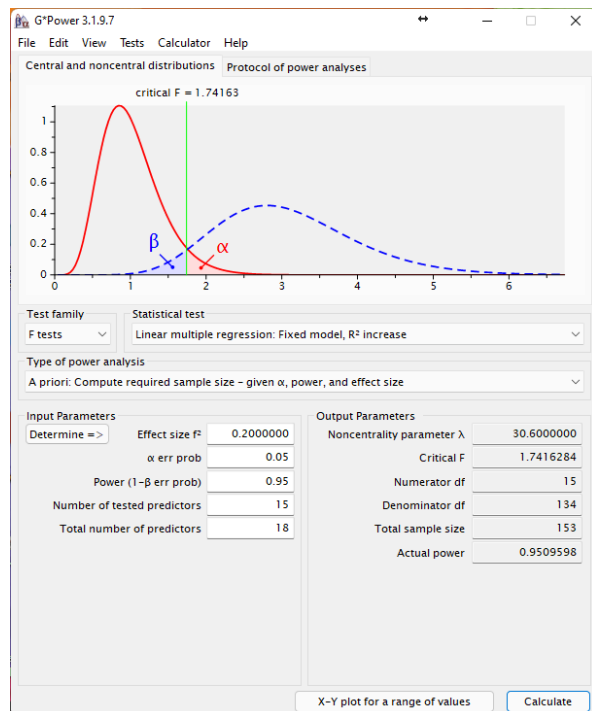 G*Power 3.1.9.7
File Edit View Tests Calculator Help
Central and noncentral distributions Protocol of power analyses
critical F = 1.74163
1
0.8
0.6
0.4
0.2
0
β α
0 1 2 3 4 5 6
Test family Statistical test
F tests Linear multiple regression: Fixed model, R² increase
Type of power analysis
A priori: Compute required sample size – given α, power, and effect size
Input Parameters Output Parameters
Determine => Effect size f² 0.2000000 Noncentrality parameter λ 30.6000000
α err prob 0.05 Critical F 1.7416284
Power (1-β err prob) 0.95 Numerator df 15
Number of tested predictors 15 Denominator df 134
Total number of predictors 18 Total sample size 153
Actual power 0.9509598
X-Y plot for a range of values Calculate